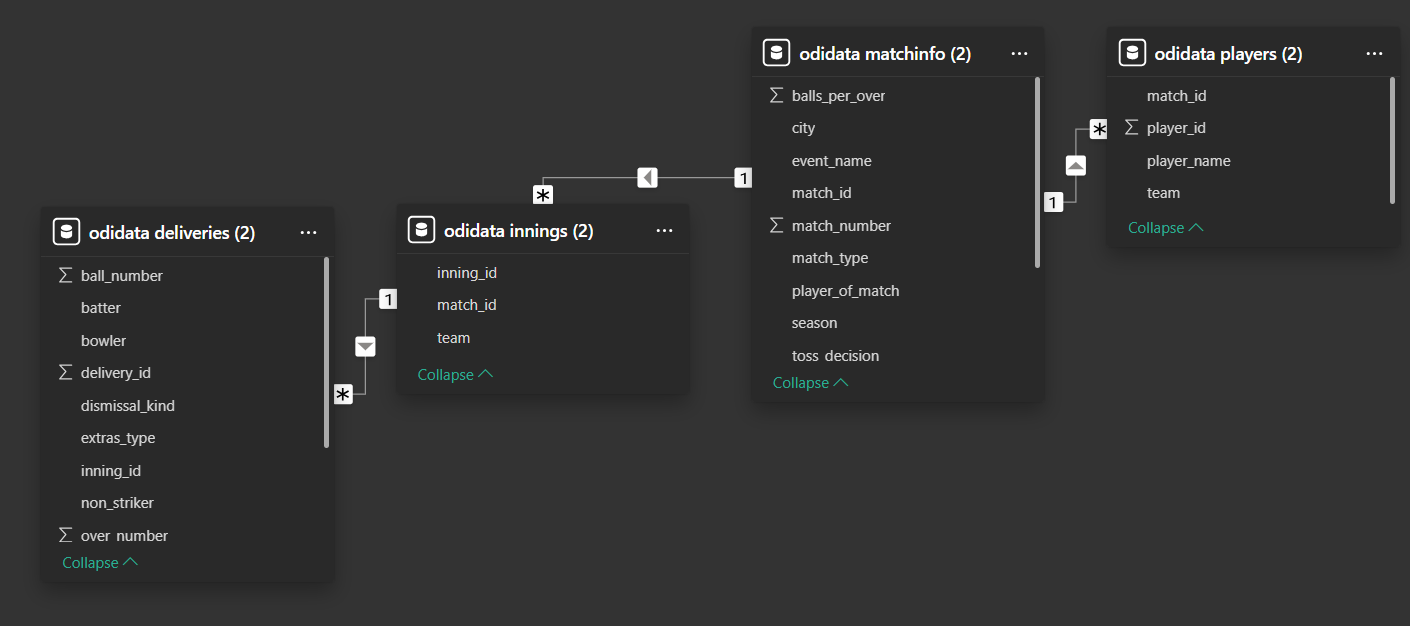 odidata matchinfo (2)
balls_per_over
city
event_name
match_id
match_number
match_type
player_of_match
season
toss_decision
Collapse
odidata players (2)
match_id
player_id
player_name
team
Collapse
odidata deliveries (2)
ball_number
batter
bowler
delivery_id
dismissal_kind
extras_type
inning_id
non_striker
over_number
Collapse
odidata innings (2)
inning_id
match_id
team
Collapse
1
*
1
*
1
*